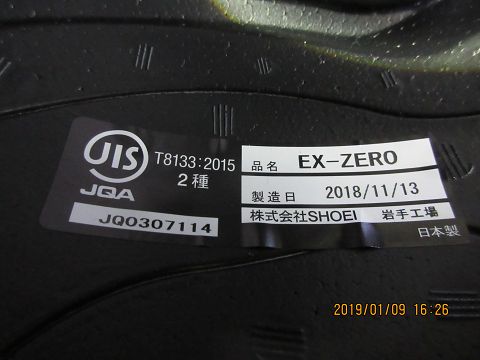 JIS
JQA
T8133:2015
2種
JQ0307114
品名 EX-ZERO
製造日 2018/11/13
株式会社SHOEI 岩手工場
日本製
2019/01/09 16:26